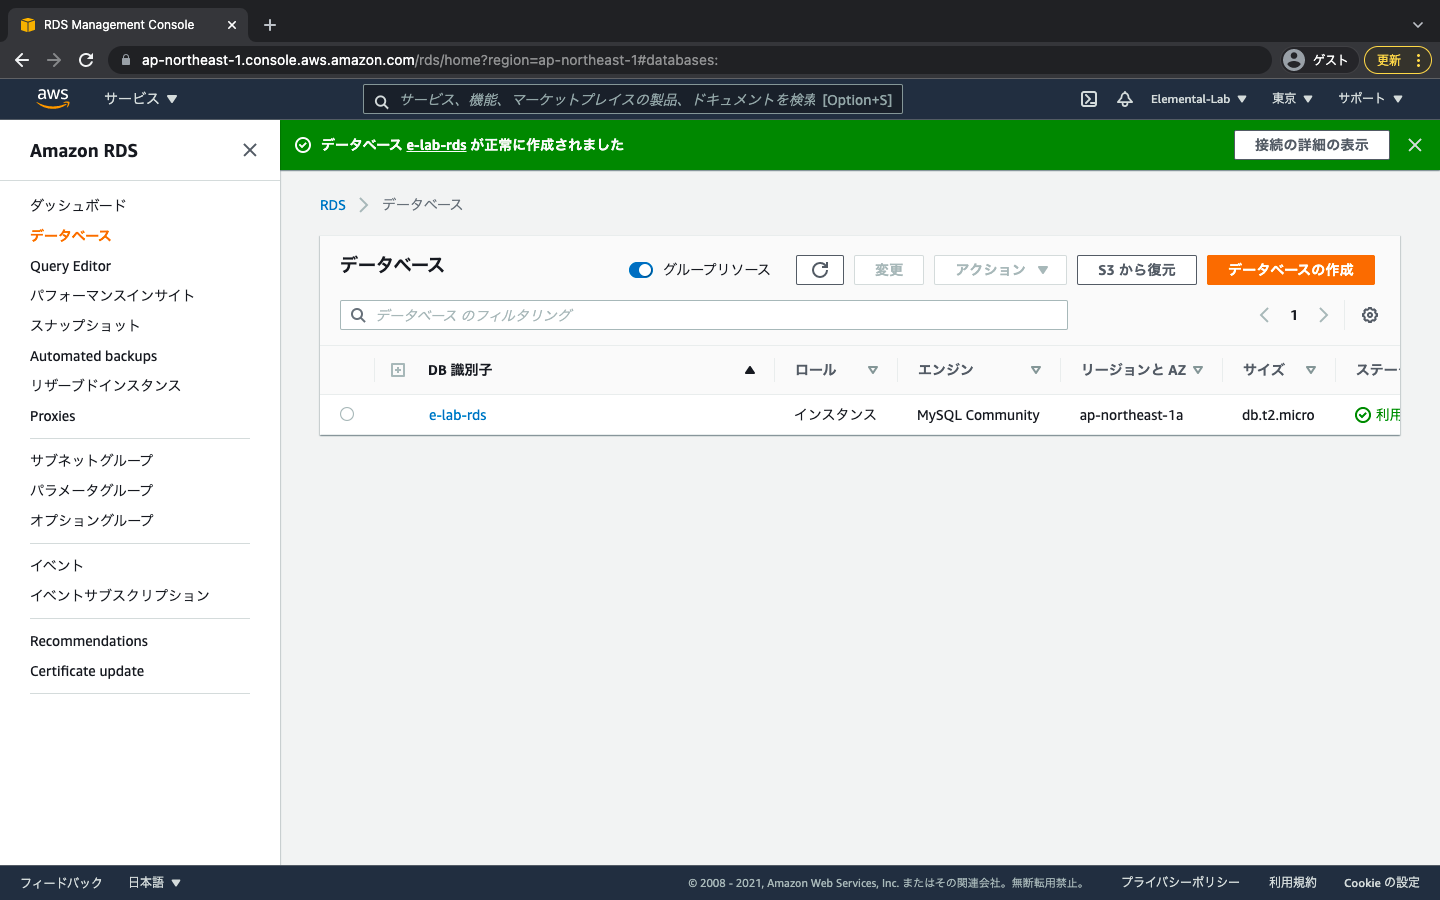 RDS Management Console
ap-northeast-1.console.aws.amazon.com/rds/home?region=ap-northeast-1#databases:
ゲスト
更新
aws
サービス
サービス、機能、マーケットプレイスの製品、ドキュメントを検索 [Option+S]
Elemental-Lab
東京
サポート
Amazon RDS
ダッシュボード
データベース
Query Editor
パフォーマンスインサイト
スナップショット
Automated backups
リザーブドインスタンス
Proxies
サブネットグループ
パラメータグループ
オプショングループ
イベント
イベントサブスクリプション
Recommendations
Certificate update
データベース e-lab-rds が正常に作成されました
接続の詳細の表示
RDS
データベース
データベース
グループリソース
変更
アクション
S3 から復元
データベースの作成
データベース のフィルタリング
1
DB 識別子
ロール
エンジン
リージョンと AZ
サイズ
ステー
e-lab-rds
インスタンス
MySQL Community
ap-northeast-1a
db.t2.micro
利用
フィードバック
日本語
© 2008 - 2021, Amazon Web Services, Inc. またはその関連会社。無断転用禁止。
プライバシーポリシー
利用規約
Cookie の設定